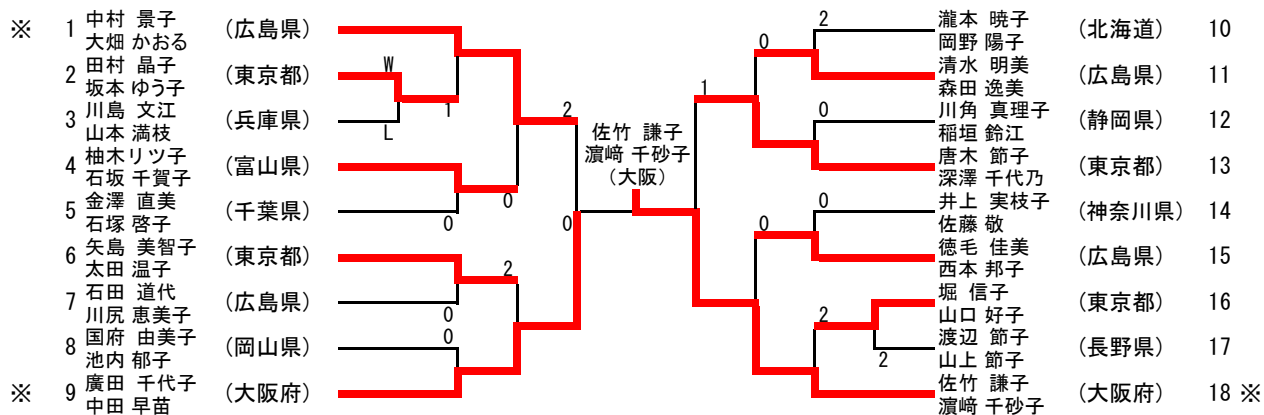 ※ 1 中村 景子 大畑 かおる (広島県)
2 田村 晶子 坂本 ゆう子 (東京都) W
3 川島 文江 山本 満枝 (兵庫県) L 1
4 柚木リツ子 石坂 千賀子 (富山県)
5 金澤 直美 石塚 啓子 (千葉県) 0 0
6 矢島 美智子 太田 温子 (東京都) 2
7 石田 道代 川尻 恵美子 (広島県) 0
8 国府 由美子 池内 郁子 (岡山県) 0
※ 9 廣田 千代子 中田 早苗 (大阪府)
2
0
佐竹 謙子
濵﨑 千砂子
(大阪)
1
瀧本 暁子 岡野 陽子 (北海道) 10 2 0
清水 明美 森田 逸美 (広島県) 11
川角 真理子 稲垣 鈴江 (静岡県) 12 0
唐木 節子 深澤 千代乃 (東京都) 13
井上 実枝子 佐藤 敬 (神奈川県) 14 0 0
徳毛 佳美 西本 邦子 (広島県) 15
堀 信子 山口 好子 (東京都) 16 2
渡辺 節子 山上 節子 (長野県) 17 2
佐竹 謙子 濵﨑 千砂子 (大阪府) 18 ※